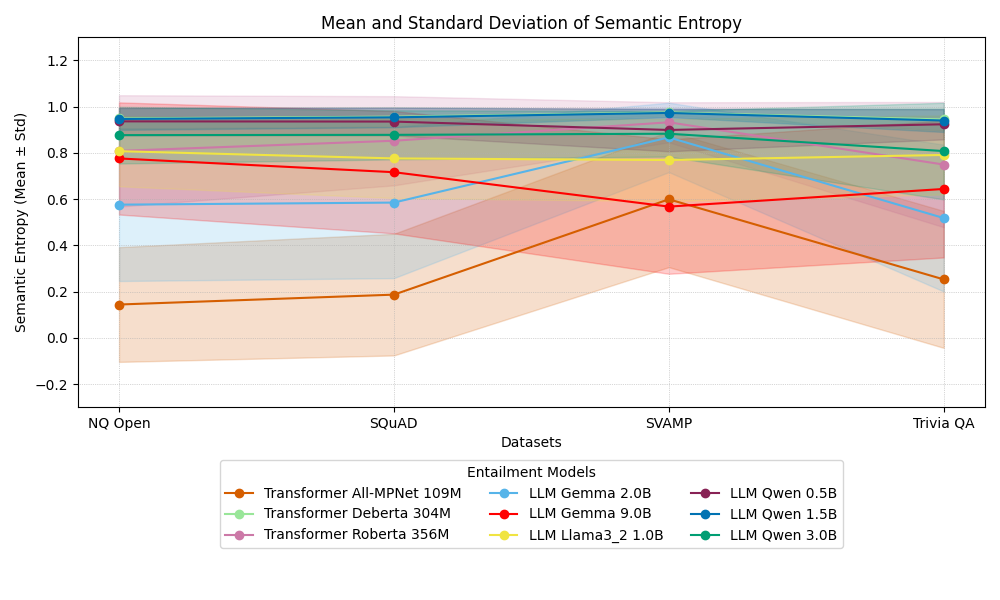 Mean and Standard Deviation of Semantic Entropy
Semantic Entropy (Mean ± Std)
1.2
1.0
0.8
0.6
0.4
0.2
0.0
−0.2
NQ Open
SQuAD
SVAMP
Trivia QA
Datasets
Entailment Models
Transformer All-MPNet 109M
Transformer Deberta 304M
Transformer Roberta 356M
LLM Gemma 2.0B
LLM Gemma 9.0B
LLM Llama3_2 1.0B
LLM Qwen 0.5B
LLM Qwen 1.5B
LLM Qwen 3.0B